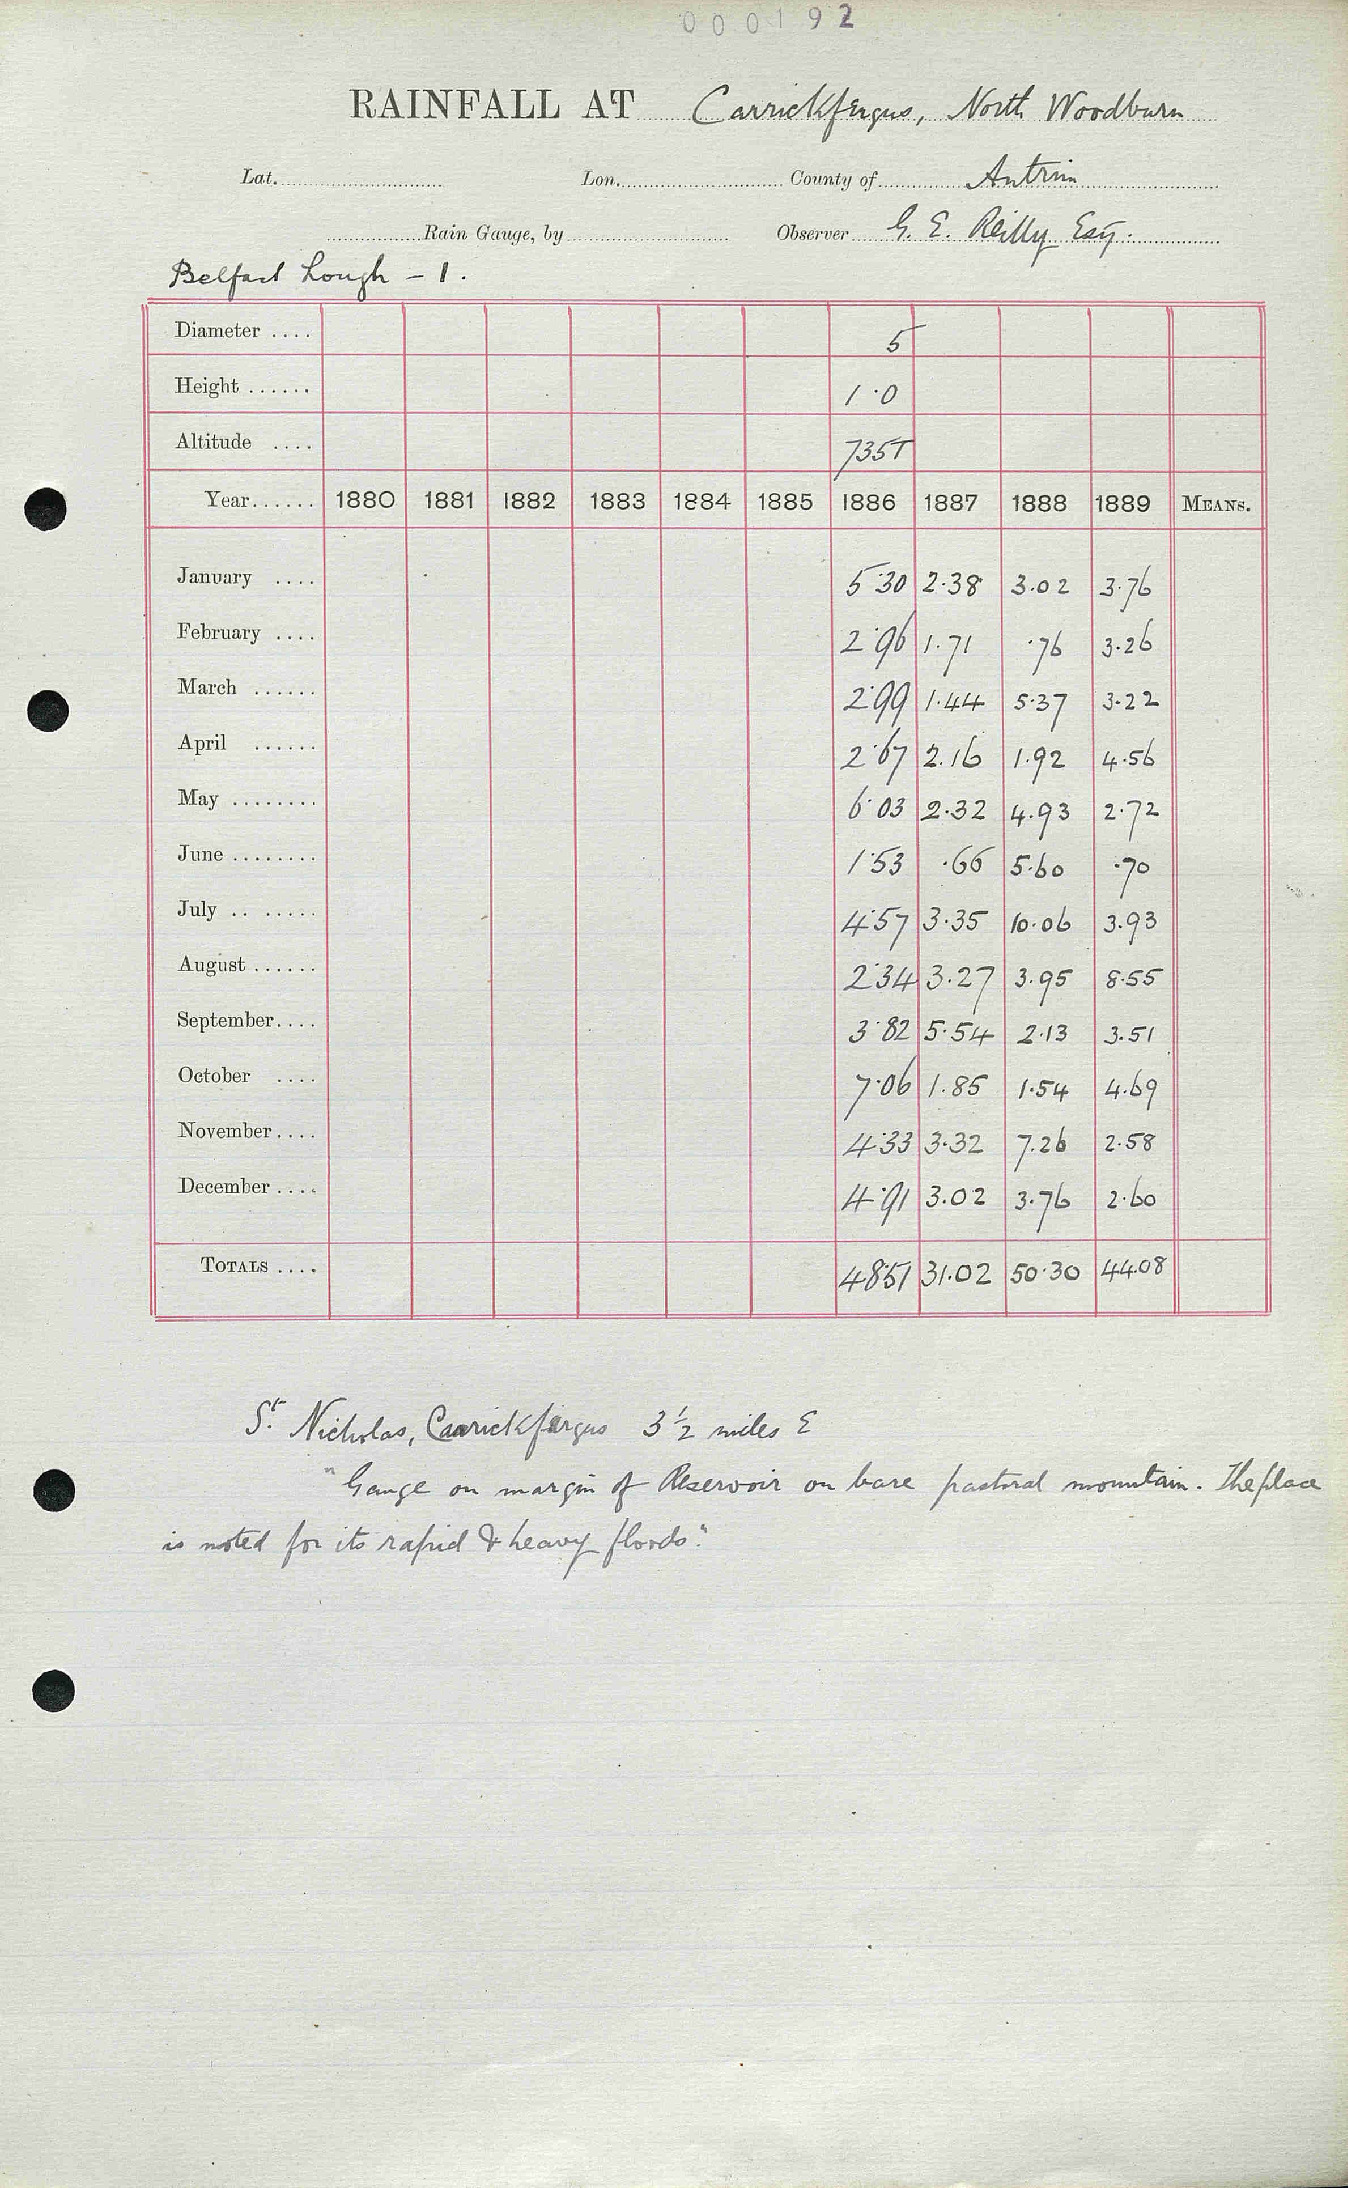 000192
RAINFALL AT Carrickfergus, North Woodburn
Lat. Lon. County of Antrim
Rain Gauge, by Observer G. E. Reilly Esq.
Belfast Lough - 1.
Diameter .... 5
Height ...... 1·0
Altitude .... 735T
Year...... 1880 1881 1882 1883 1884 1885 1886 1887 1888 1889 MEANS.
January .... 5·30 2·38 3.02 3·76
February .... 2·96 1.71 ·76 3·26
March ...... 2·99 1·44 5·37 3·22
April ...... 2·67 2.16 1.92 4·56
May ........ 6·03 2·32 4.93 2·72
June ........ 1·53 ·66 5·60 ·70
July .. ..... 4·57 3·35 10·06 3.93
August ...... 2·34 3·27 3·95 8·55
September.... 3·82 5·54 2·13 3·51
October .... 7·06 1.85 1·54 4·69
November.... 4·33 3·32 7.26 2·58
December .... 4·91 3.02 3·76 2·60
TOTALS .... 48·51 31.02 50·30 44·08
St. Nicholas, Carrickfergus 3 1/2 miles E
"Gauge on margin of Reservoir on bare pastoral mountain. The place
is noted for its rapid & heavy floods."